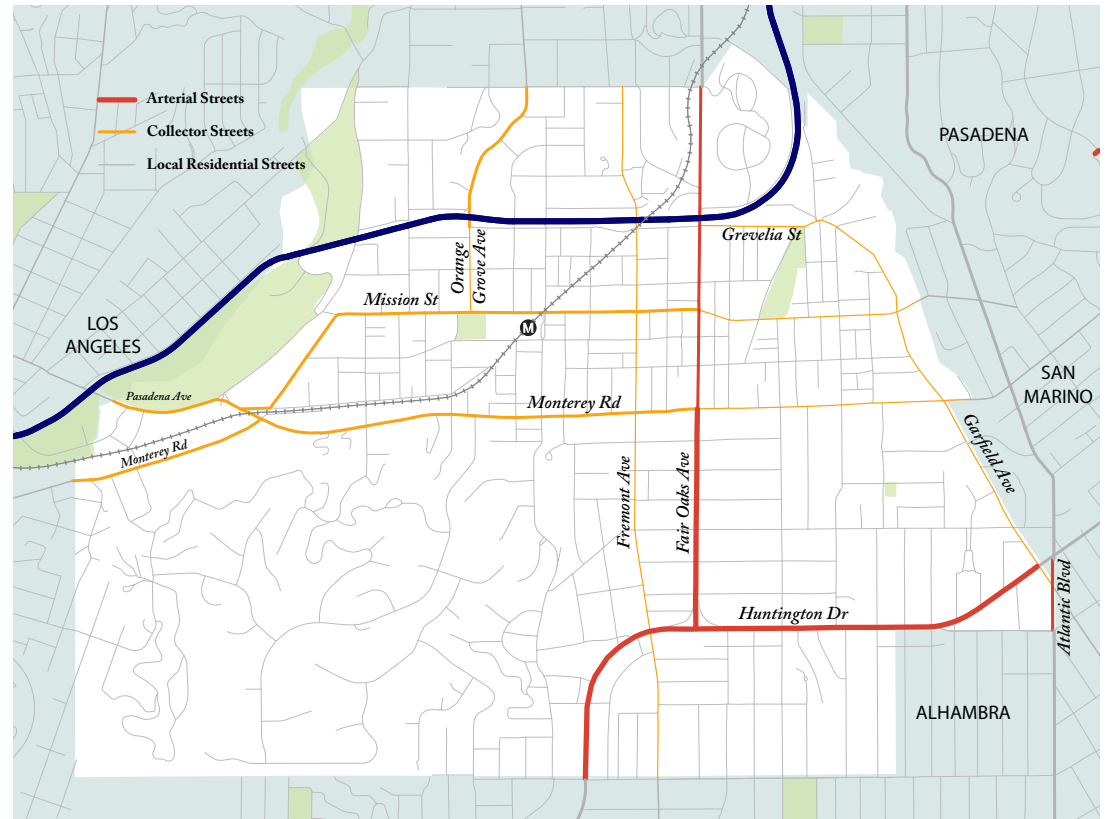 Arterial Streets
Collector Streets
Local Residential Streets
PASADENA
Grevelia St
Orange
Grove Ave
Mission St
M
LOS
ANGELES
SAN
MARINO
Pasadena Ave
Monterey Rd
Monterey Rd
Garfield Ave
Fremont Ave
Fair Oaks Ave
Huntington Dr
Atlantic Blvd
ALHAMBRA